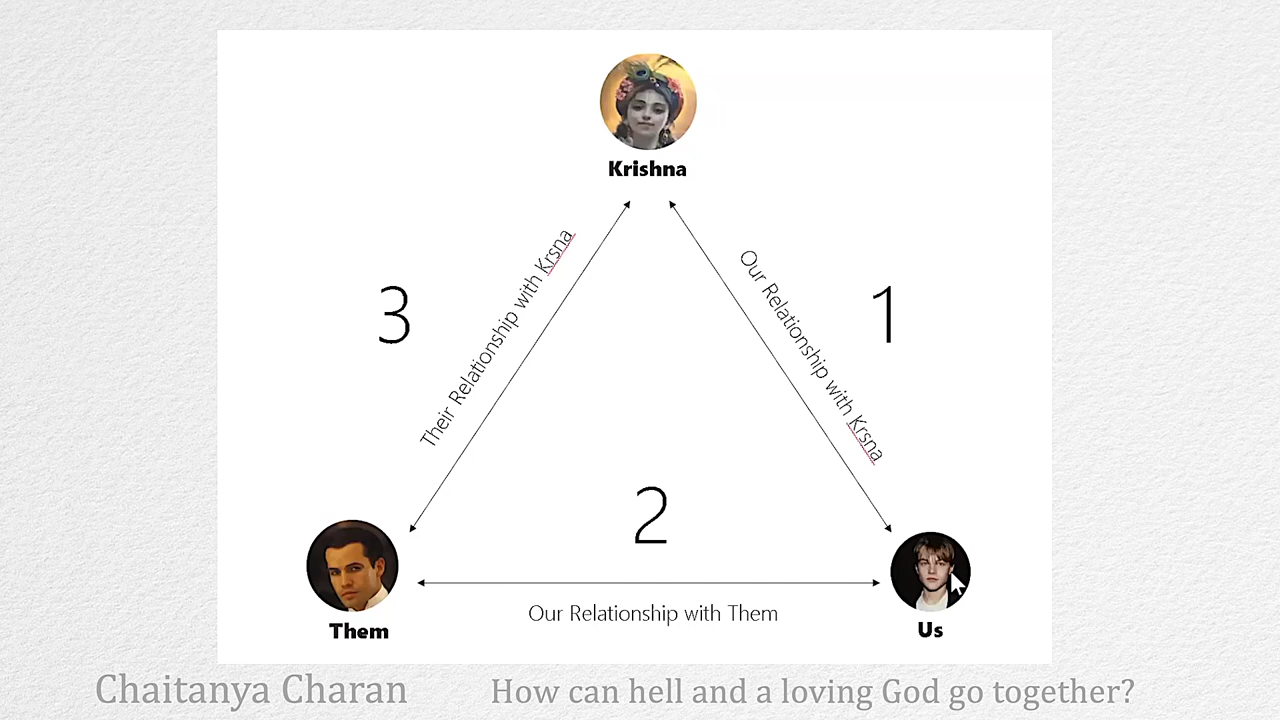 Krishna
3
Their Relationship with Krsna
Our Relationship with Krsna
1
2
Our Relationship with Them
Them
Us
Chaitanya Charan
How can hell and a loving God go together?